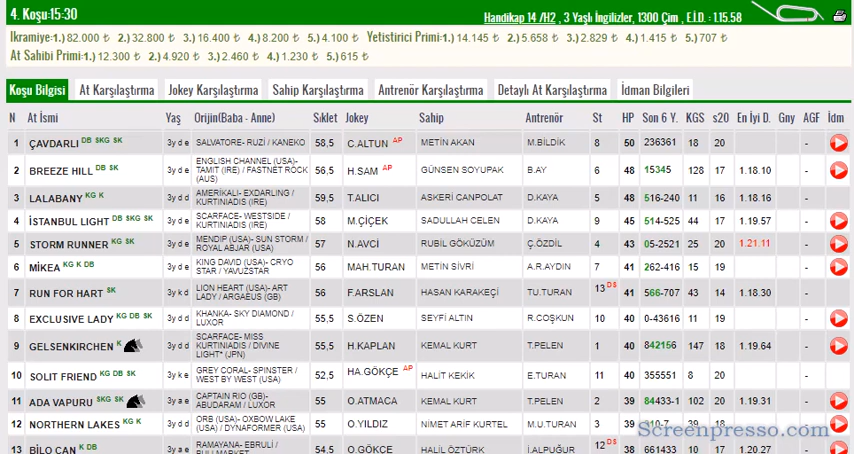 4. Koşu:15-30
Handikap 14 /H2 , 3 Yaşlı İngilizler, 1300 Çim , E.İ.D. : 1.15.58
İkramiye:1.) 82.000 ₺ 2.) 32.800 ₺ 3.) 16.400 ₺ 4.) 8.200 ₺ 5.) 4.100 ₺ Yetistirici Primi:1.) 14.145 ₺ 2.) 5.658 ₺ 3.) 2.829 ₺ 4.) 1.415 ₺ 5.) 707 ₺
At Sahibi Primi:1.) 12.300 ₺ 2.) 4.920 ₺ 3.) 2.460 ₺ 4.) 1.230 ₺ 5.) 615 ₺
Koşu Bilgisi At Karşılaştırma Jokey Karşılaştırma Sahip Karşılaştırma Antrenör Karşılaştırma Detaylı At Karşılaştırma İdman Bilgileri
N At İsmi Yaş Orijin(Baba - Anne) Sıklet Jokey Sahip Antrenör St HP Son 6 Y. KGS s20 En İyi D. Gny AGF İdm
1 ÇAVDARLI DB SKG SK 3y d e SALVATORE- RUZİ / KANEKO 58,5 C.ALTUN AP METİN AKAN M.BİLDİK 8 50 236361 18 20 -
2 BREEZE HILL DB SK 3y d e ENGLISH CHANNEL (USA)- TAMIT (IRE) / FASTNET ROCK (AUS) 56,5 H.SAM AP GÜNSEN SOYUPAK B.AY 6 48 15345 128 17 1.18.10 -
3 LALABANY KG K 3y d d AMERİKALI- EXDARLING / KURTINIADIS (IRE) 59,5 T.ALICI ASKERİ CANPOLAT D.KAYA 5 48 516-240 11 16 1.18.16 -
4 İSTANBUL LIGHT DB SKG SK 3y d e SCARFACE- WESTSIDE / KURTINIADIS (IRE) 58 M.ÇİÇEK SADULLAH CELEN D.KAYA 9 45 514-525 44 17 1.19.57 -
5 STORM RUNNER KG SK 3y d e MENDIP (USA)- SUN STORM / ROYAL ABJAR (USA) 57 N.AVCİ RUBİL GÖKÜZÜM Ç.ÖZDİL 4 43 05-2521 25 20 1.21.11 -
6 MİKEA KG K DB 3y d e KING DAVID (USA)- CRYO STAR / YAVUZŞTAR 56 MAH.TURAN METİN SİVRİ A.R.AYDIN 7 41 262-416 15 19 -
7 RUN FOR HART SK 3y k d LION HEART (USA)- ART LADY / ARGAEUS (GB) 56 F.ARSLAN HASAN KARAKEÇİ TU.TURAN 13 DS 41 566-707 43 14 1.18.30 -
8 EXCLUSIVE LADY KG DB SK 3y d d KHANKA- SKY DIAMOND / LUXOR 55,5 S.ÖZEN SEYFİ ALTIN R.COŞKUN 10 40 0-43616 11 19 -
9 GELSENKIRCHEN K 3y d d SCARFACE- MISS KURTINIADIS / DIVINE LIGHT* (JPN) 55,5 H.KAPLAN KEMAL KURT T.PELEN 1 40 842156 147 18 1.19.64 -
10 SOLIT FRIEND KG DB SK 3y k e GREY CORAL- SPINSTER / WEST BY WEST (USA) 52,5 HA.GÖKÇE AP HALİT KEKİK E.TURAN 11 40 355551 8 20 -
11 ADA VAPURU SKG SK 3y a e CAPTAIN RIO (GB)- ABUDARAM / LUXOR 55 O.ATMACA KEMAL KURT T.PELEN 2 39 84433-1 102 20 1.19.31 -
12 NORTHERN LAKES KG K 3y d d ORB (USA)- OXBOW LAKE (USA) / DYNAFORMER (USA) 55 O.YILDIZ NİMET ARİF KURTEL M.U.TURAN 3 39
13 BİLO CAN K DB 3y a e RAMAYANA- EBRULİ / 54,5 O.GÖKÇE HALİL ÖZTÜRK İ.ALPUĞUR 12 DS 38 661433 10 17 1.20.27 -
Screenpresso.com